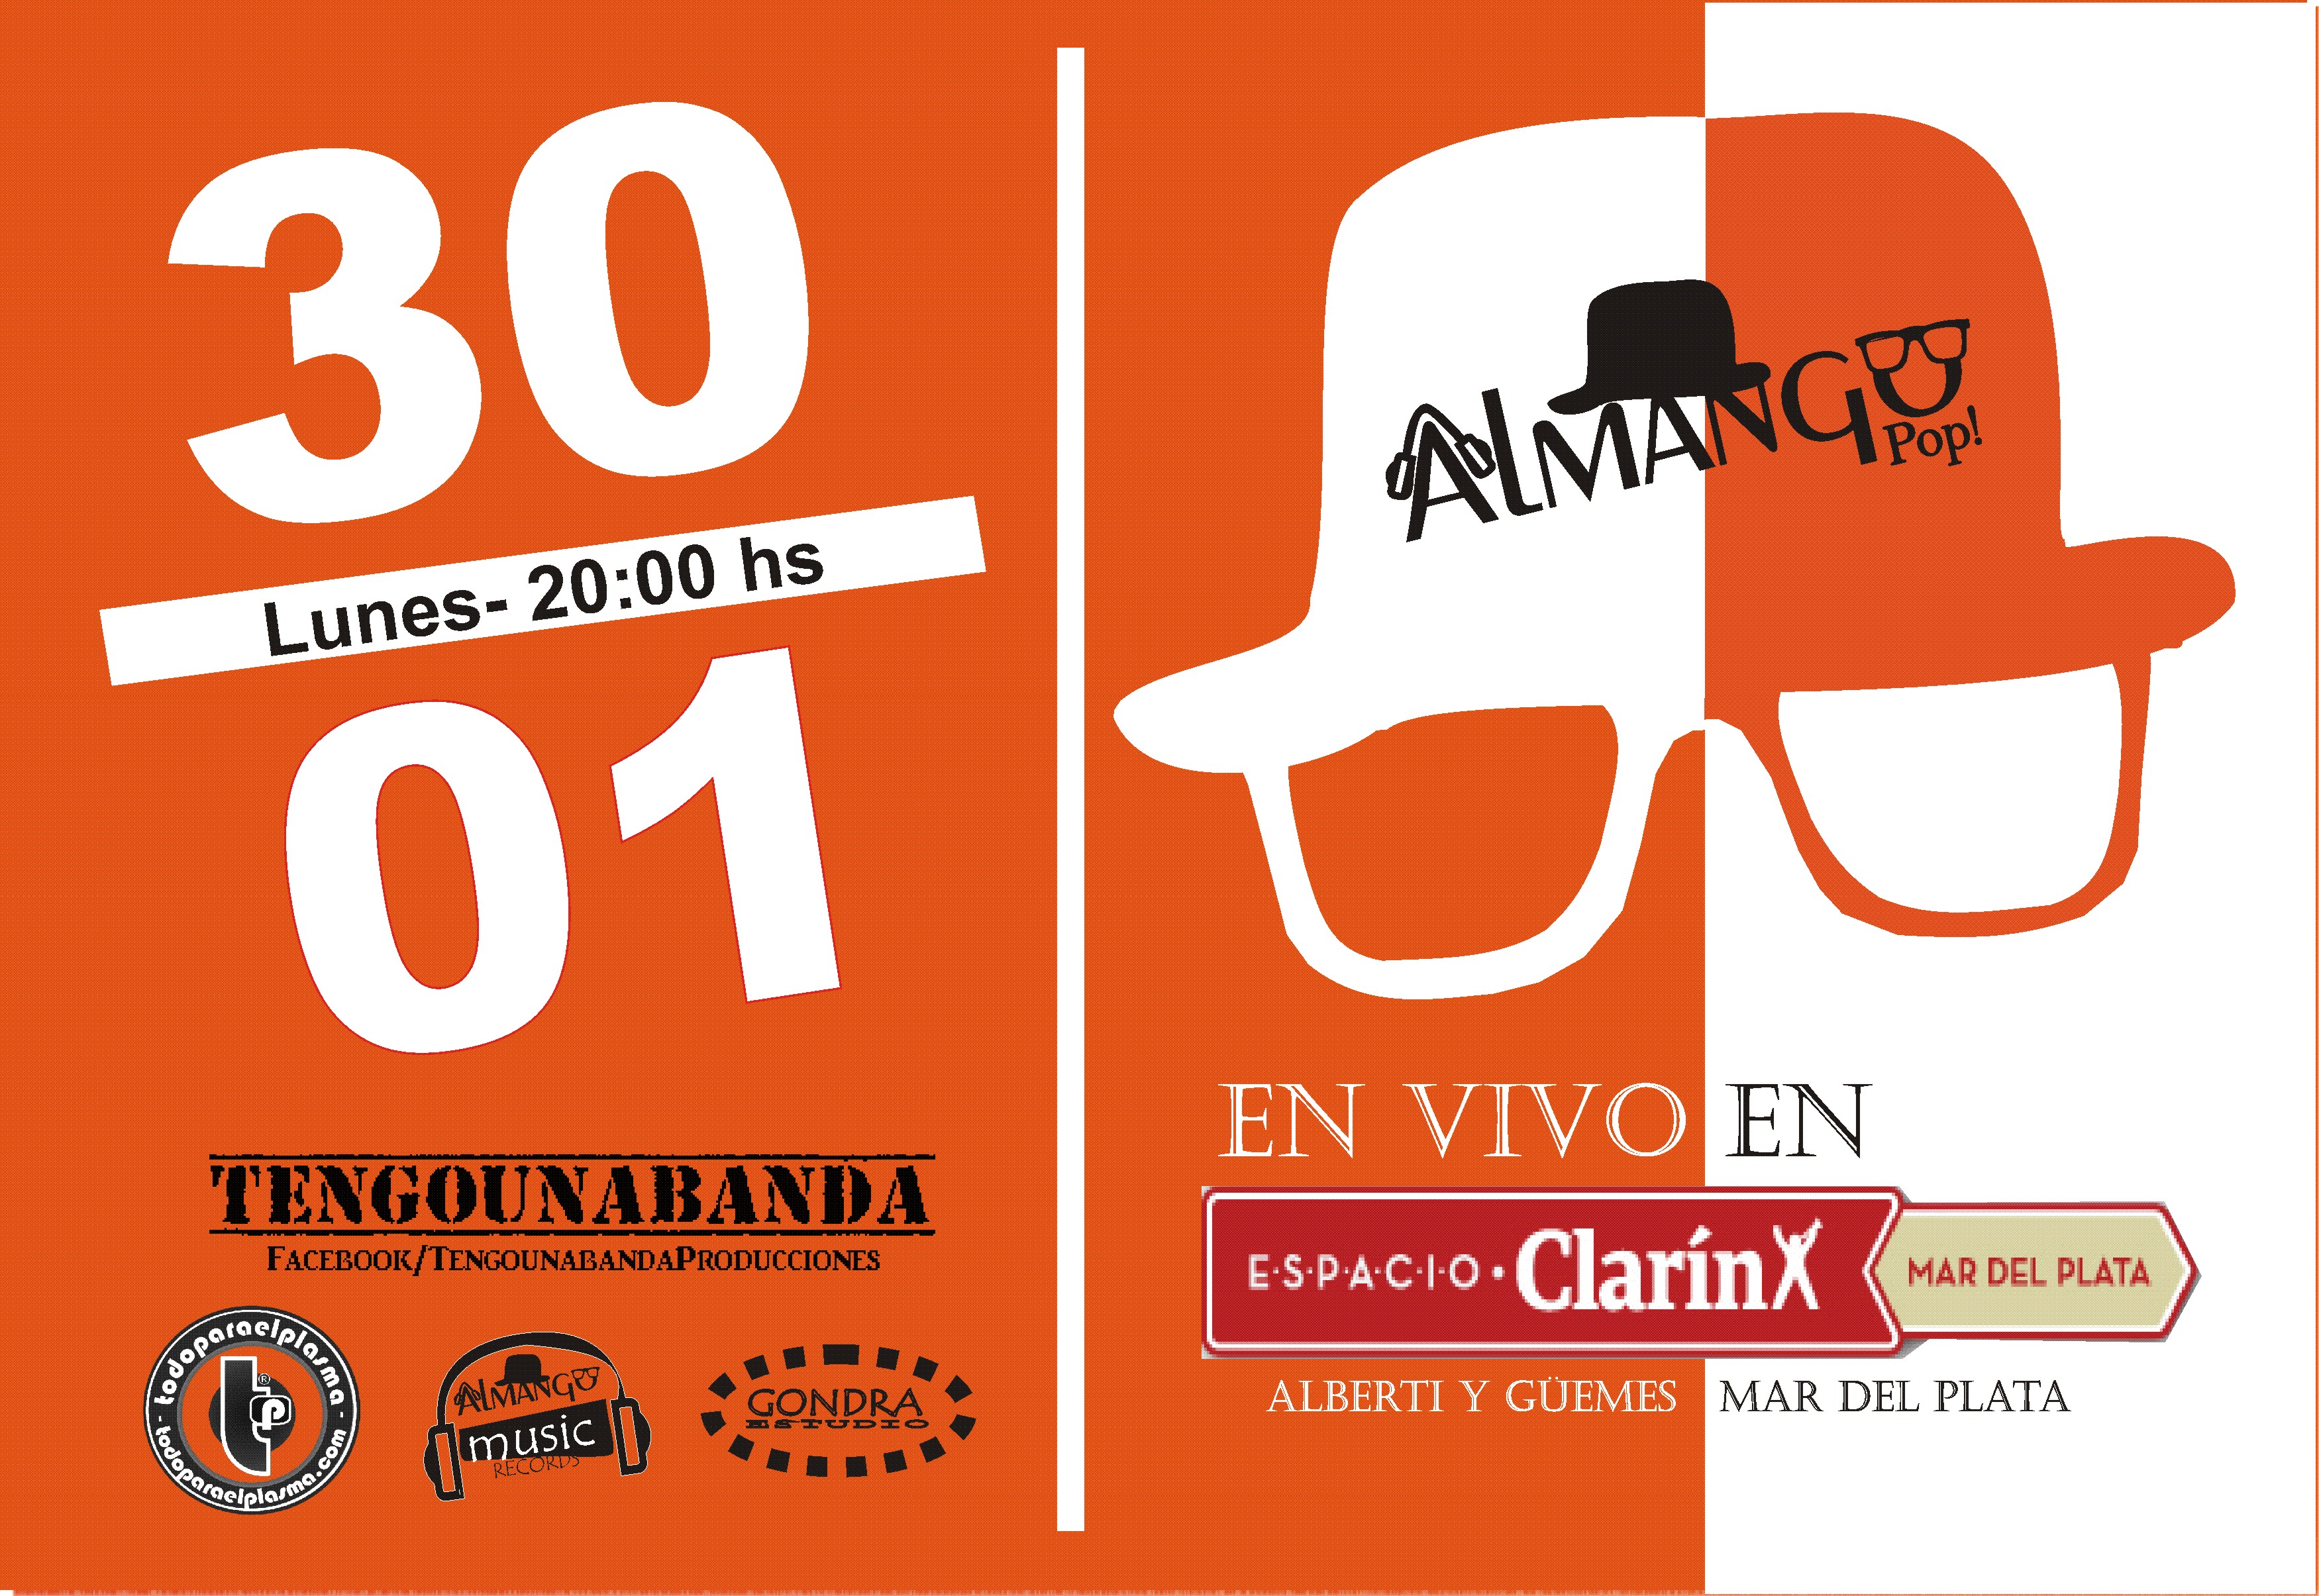 30
Lunes- 20:00 hs
01
TENGOUNABANDA
FACEBOOK/TENGOUNABANDAPRODUCCIONES
todoparaelplasma
tp®
- todoparaelplasma.com -
ALMANGO
music
RECORDS
GONDRA
ESTUDIO
ALMANGO
Pop!
EN VIVO EN
E·S·P·A·C·I·O · Clarín MAR DEL PLATA
ALBERTI Y GÜEMES MAR DEL PLATA